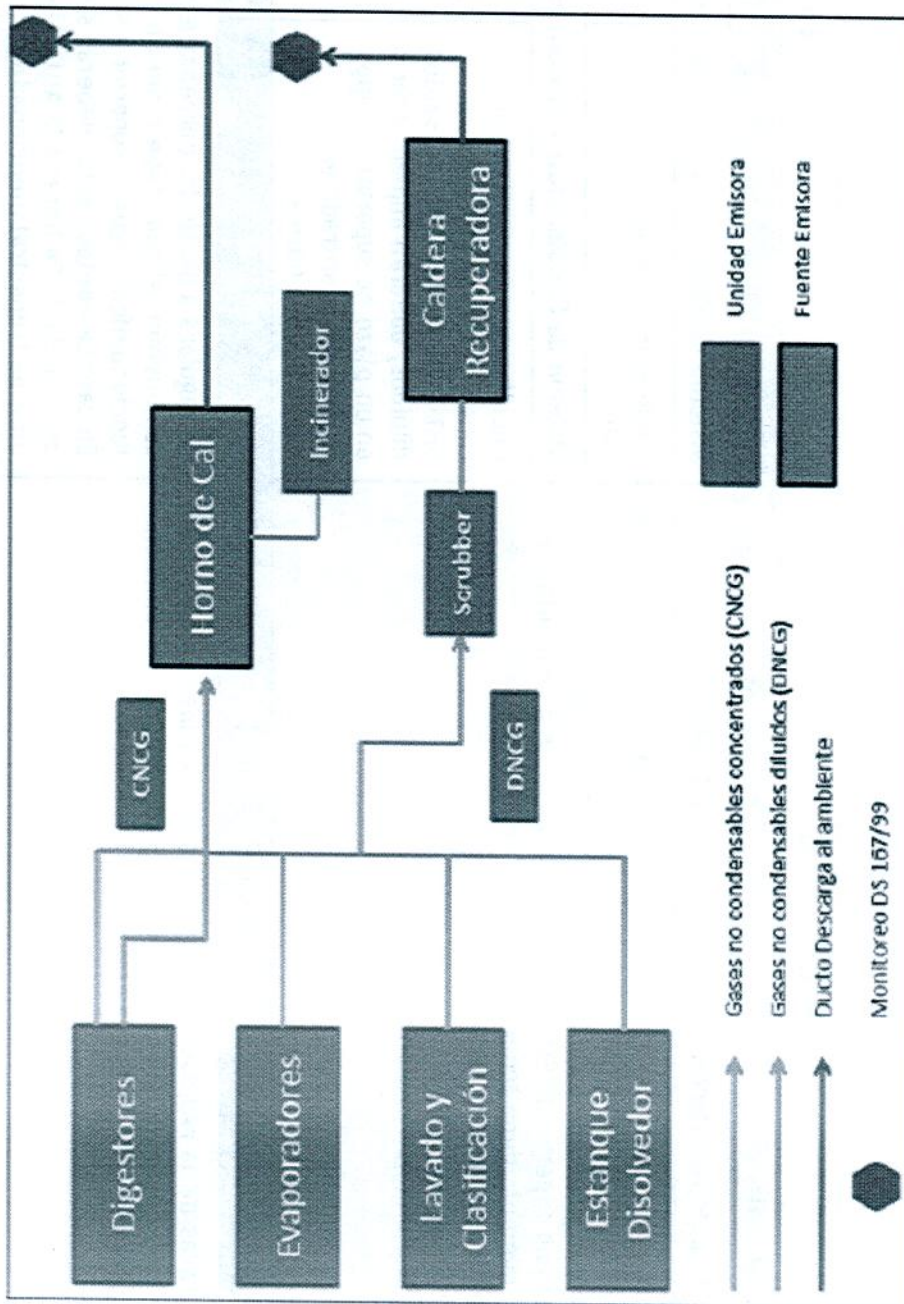 Digestores
Evaporadores
Lavado y
Clasificación
Estanque
Disolvedor
CNCG
DNCG
Horno de Cal
Incinerador
Scrubber
Caldera
Recuperadora
Gases no condensables concentrados (CNCG)
Gases no condensables diluidos (DNCG)
Ducto Descarga al ambiente
Monitoreo DS 167/99
Unidad Emisora
Fuente Emisora